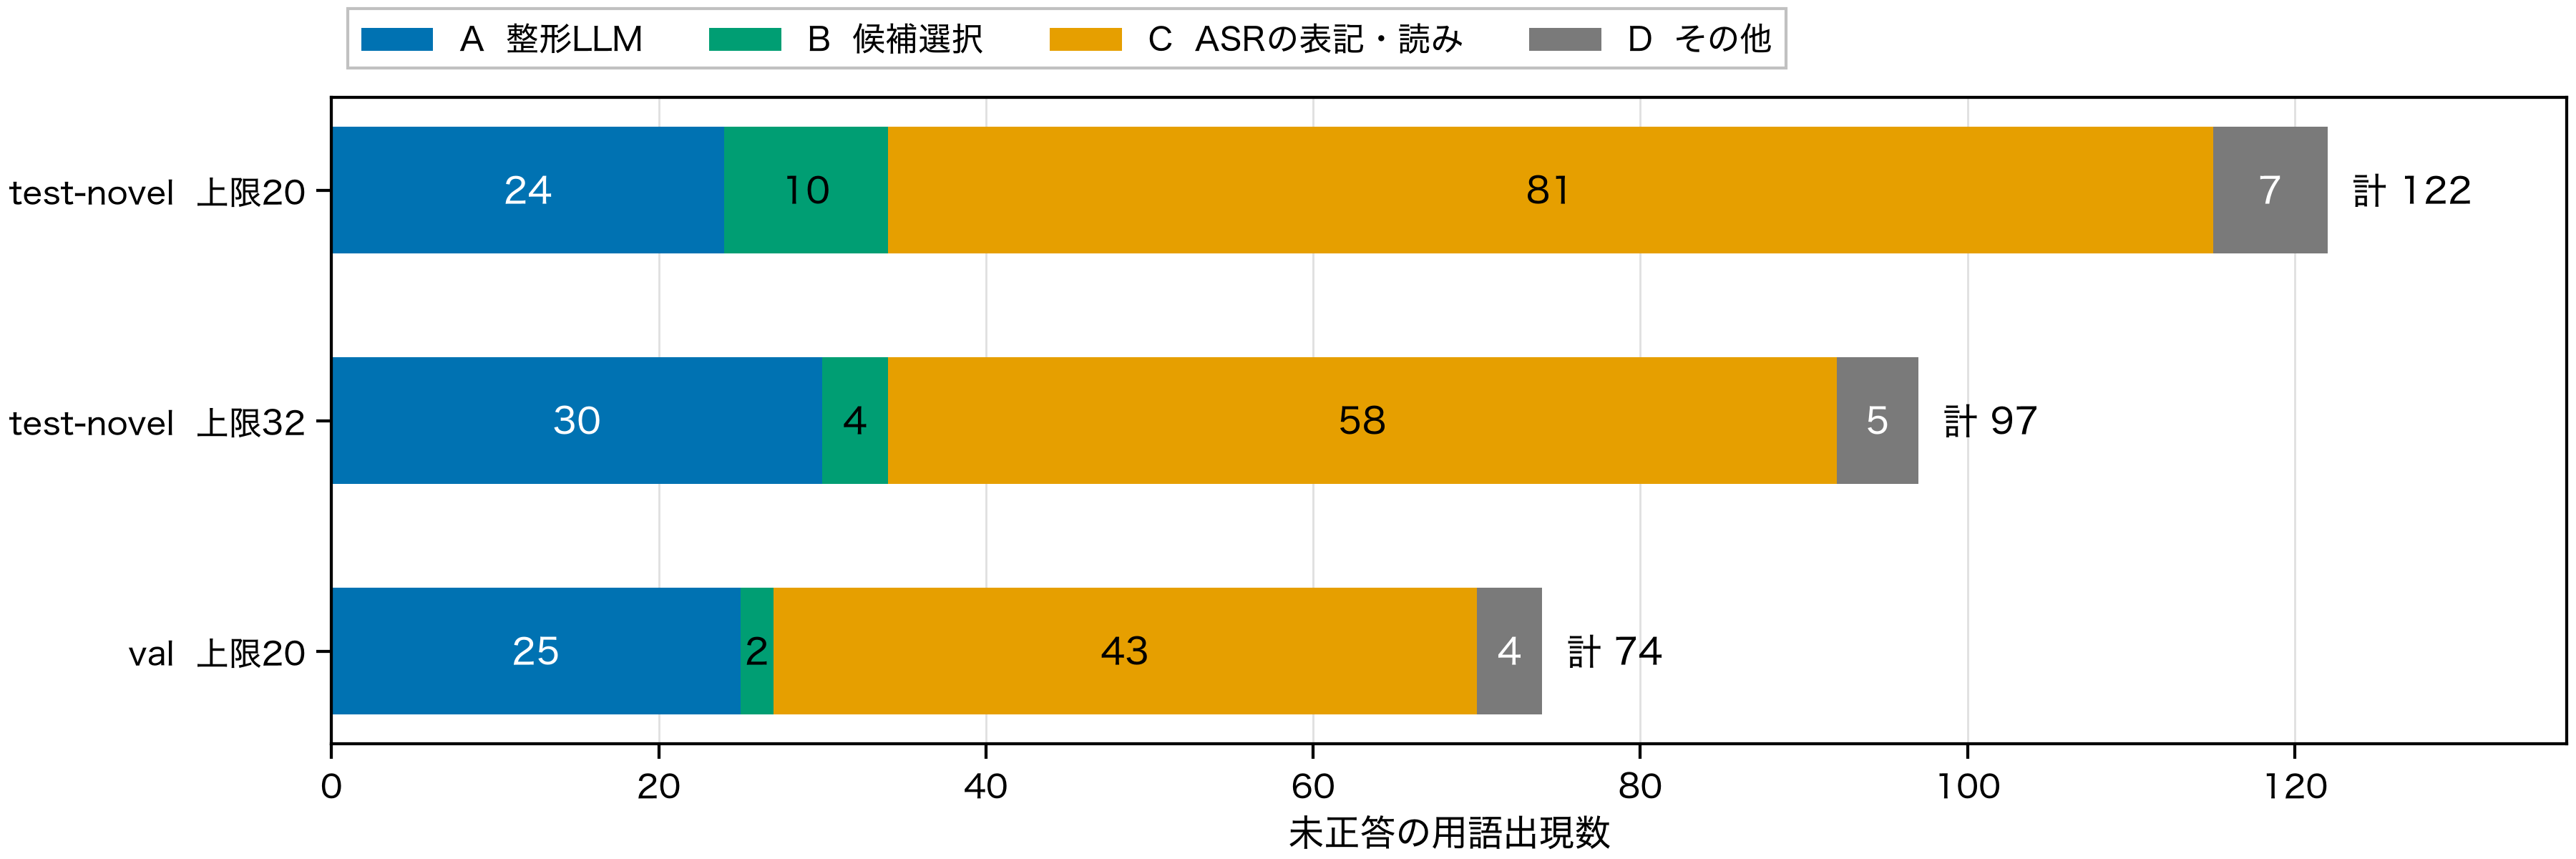 A 整形LLM B 候補選択 C ASRの表記・読み D その他
test-novel 上限20 24 10 81 7 計 122
test-novel 上限32 30 4 58 5 計 97
val 上限20 25 2 43 4 計 74
0 20 40 60 80 100 120
未正答の用語出現数